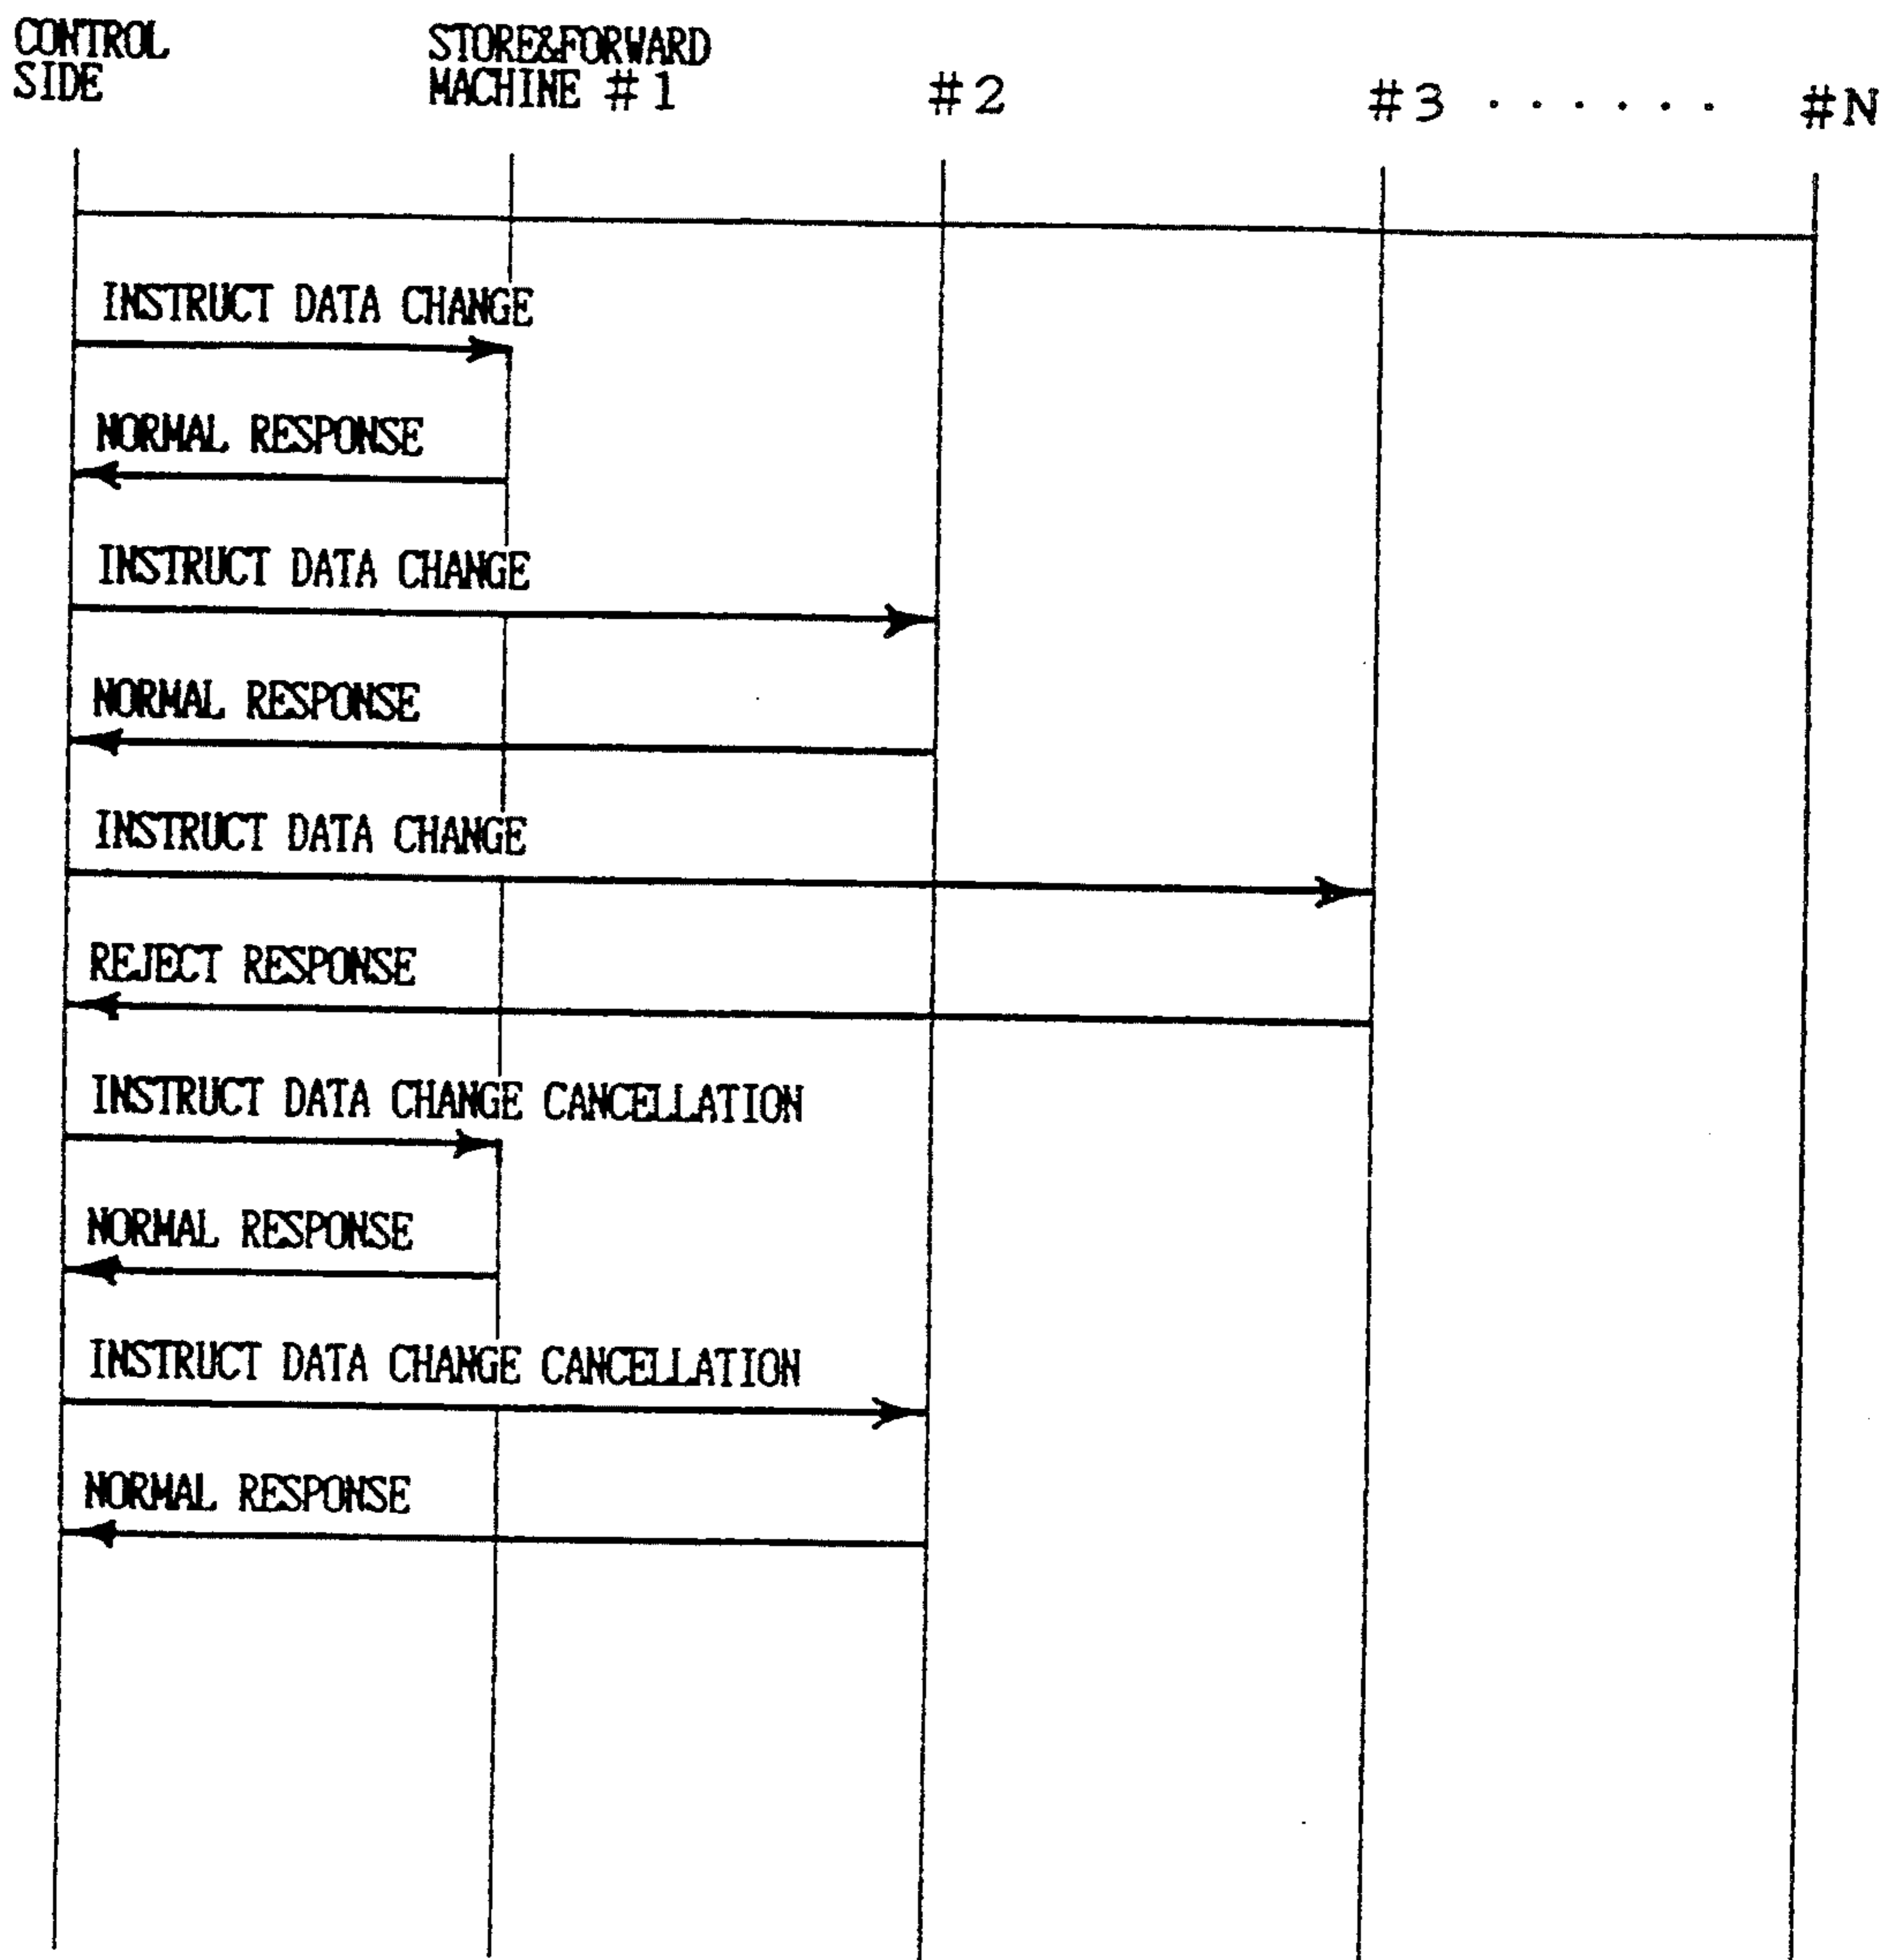 CONTROL
SIDE
STORE&FORWARD
MACHINE #1
#2
#3 ······
#N
INSTRUCT DATA CHANGE
NORMAL RESPONSE
INSTRUCT DATA CHANGE
NORMAL RESPONSE
INSTRUCT DATA CHANGE
REJECT RESPONSE
INSTRUCT DATA CHANGE CANCELLATION
NORMAL RESPONSE
INSTRUCT DATA CHANGE CANCELLATION
NORMAL RESPONSE